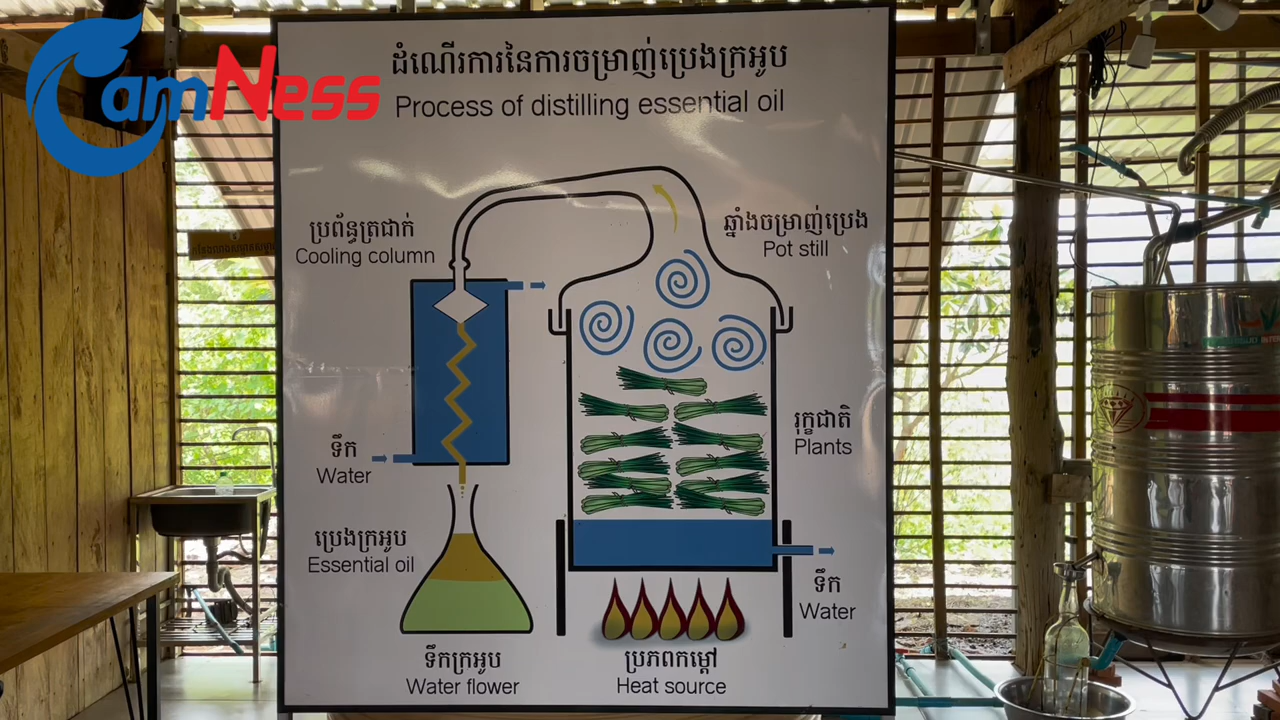 CamNess
ដំណើរការនៃការចម្រាញ់ប្រេងក្រអូប
Process of distilling essential oil
ប្រព័ន្ធត្រជាក់
Cooling column
ឆ្នាំងចម្រាញ់ប្រេង
Pot still
រុក្ខជាតិ
Plants
ទឹក
Water
ប្រេងក្រអូប
Essential oil
ទឹក
Water
ទឹកក្រអូប
Water flower
ប្រភពកម្ដៅ
Heat source